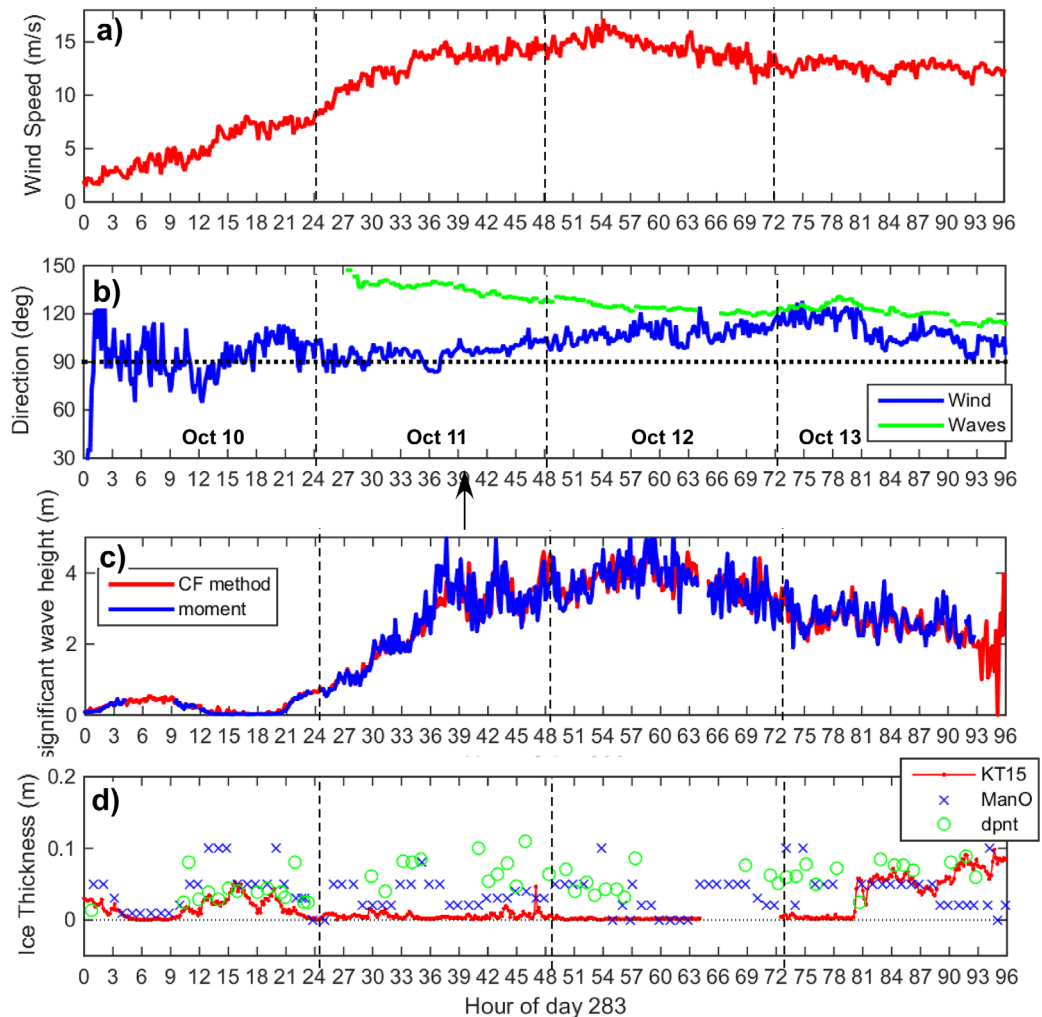 a)
Wind Speed (m/s)
15
10
5
0
0 3 6 9 12 15 18 21 24 27 30 33 36 39 42 45 48 51 54 57 60 63 66 69 72 75 78 81 84 87 90 93 96
b)
Direction (deg)
150
120
90
60
30
Wind
Waves
Oct 10 Oct 11 Oct 12 Oct 13
0 3 6 9 12 15 18 21 24 27 30 33 36 39 42 45 48 51 54 57 60 63 66 69 72 75 78 81 84 87 90 93 96
c)
significant wave height (m)
4
2
0
CF method
moment
0 3 6 9 12 15 18 21 24 27 30 33 36 39 42 45 48 51 54 57 60 63 66 69 72 75 78 81 84 87 90 93 96
d)
Ice Thickness (m)
0.2
0.1
0
KT15
ManO
dpnt
0 3 6 9 12 15 18 21 24 27 30 33 36 39 42 45 48 51 54 57 60 63 66 69 72 75 78 81 84 87 90 93 96
Hour of day 283